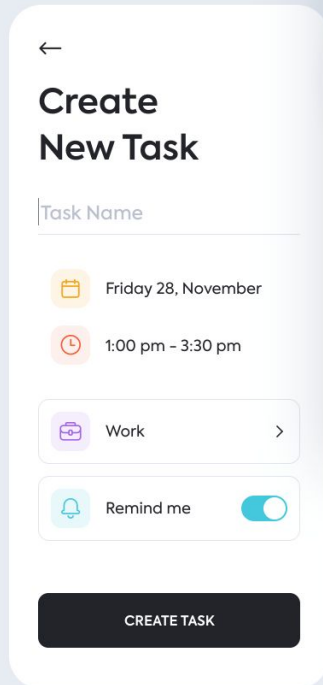 Create
New Task
Task Name
Friday 28, November
1:00 pm - 3:30 pm
Work
Remind me
CREATE TASK